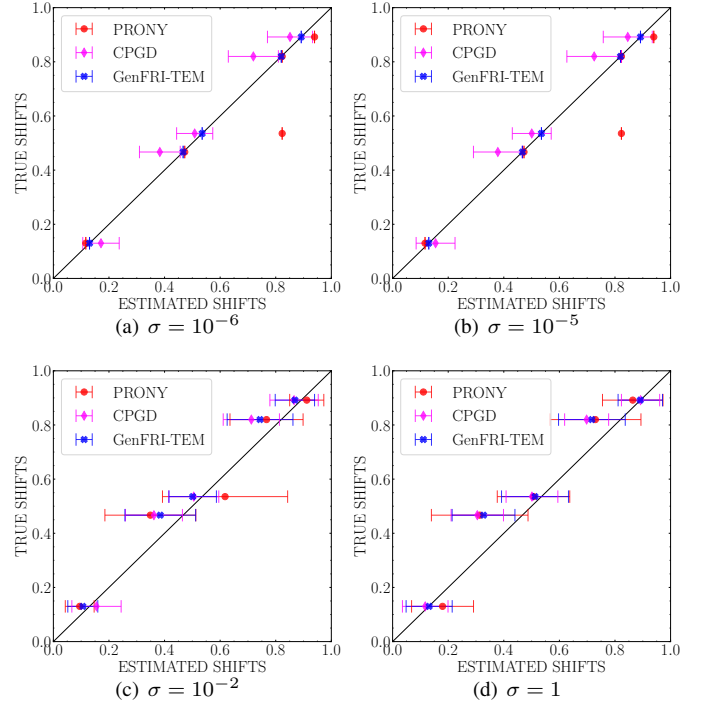 1.0
0.8
0.6
0.4
0.2
0.0
TRUE SHIFTS
PRONY
CPGD
GenFRI-TEM
0.0 0.2 0.4 0.6 0.8 1.0
ESTIMATED SHIFTS
(a) σ = 10⁻⁶
1.0
0.8
0.6
0.4
0.2
0.0
TRUE SHIFTS
PRONY
CPGD
GenFRI-TEM
0.0 0.2 0.4 0.6 0.8 1.0
ESTIMATED SHIFTS
(b) σ = 10⁻⁵
1.0
0.8
0.6
0.4
0.2
0.0
TRUE SHIFTS
PRONY
CPGD
GenFRI-TEM
0.0 0.2 0.4 0.6 0.8 1.0
ESTIMATED SHIFTS
(c) σ = 10⁻²
1.0
0.8
0.6
0.4
0.2
0.0
TRUE SHIFTS
PRONY
CPGD
GenFRI-TEM
0.0 0.2 0.4 0.6 0.8 1.0
ESTIMATED SHIFTS
(d) σ = 1